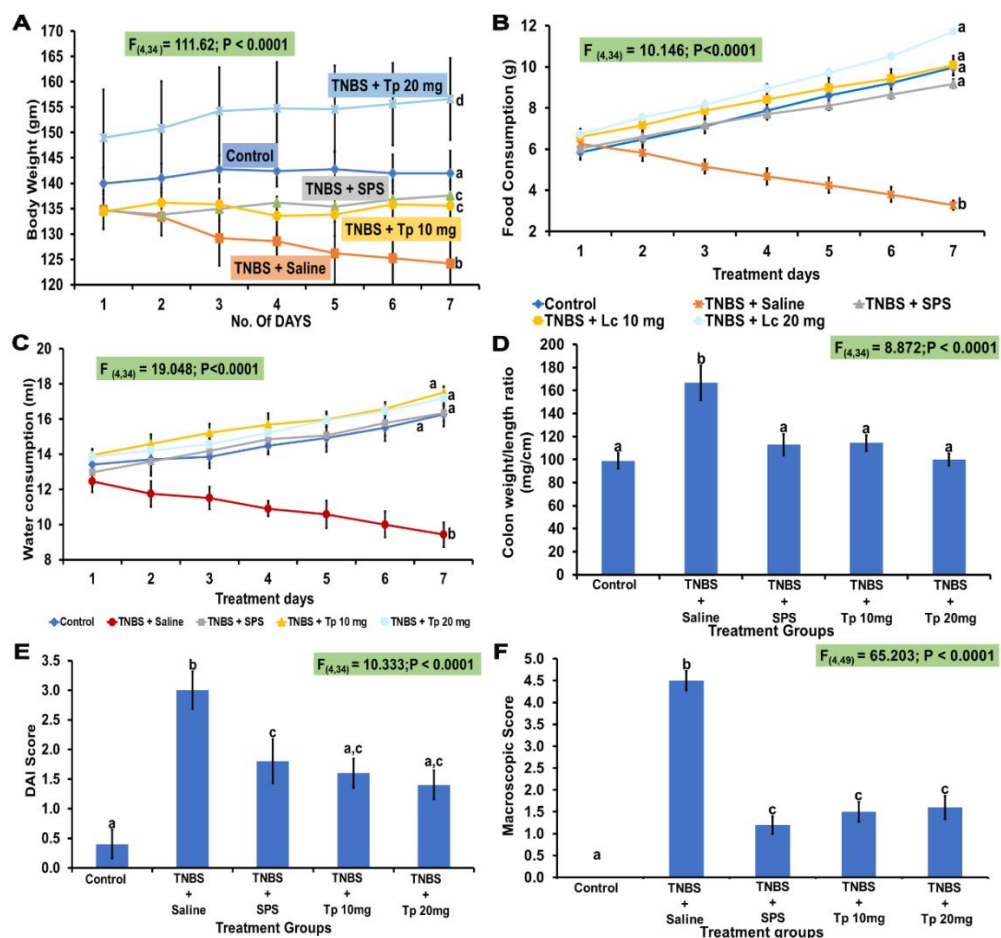 A
F(4,34) = 111.62; P < 0.0001
Body Weight (gm)
170
165
160
155
150
145
140
135
130
125
120
TNBS + Tp 20 mg
Control
TNBS + SPS
TNBS + Tp 10 mg
TNBS + Saline
d
a
c
c
b
1 2 3 4 5 6 7
No. Of DAYS
B
F(4,34) = 10.146; P<0.0001
Food Consumption (g)
12
10
8
6
4
2
a
a
a
a
b
1 2 3 4 5 6 7
Treatment days
Control TNBS + Saline TNBS + SPS
TNBS + Lc 10 mg TNBS + Lc 20 mg
C
F(4,34) = 19.048; P<0.0001
Water consumption (ml)
20
18
16
14
12
10
8
a
a
a
a
b
1 2 3 4 5 6 7
Treatment days
Control TNBS + Saline TNBS + SPS TNBS + Tp 10 mg TNBS + Tp 20 mg
D
F(4,34) = 8.872;P < 0.0001
Colon weight/length ratio
(mg/cm)
200
180
160
140
120
100
80
60
40
20
0
a b a a a
Control TNBS TNBS TNBS TNBS
+ + + +
Saline SPS Tp 10mg Tp 20mg
Treatment Groups
E
F(4,34) = 10.333;P < 0.0001
DAI Score
3.5
3.0
2.5
2.0
1.5
1.0
0.5
0.0
a b c a,c a,c
Control TNBS TNBS TNBS TNBS
+ + + +
Saline SPS Tp 10mg Tp 20mg
Treatment Groups
F
F(4,49) = 65.203; P < 0.0001
Macroscopic Score
5.0
4.5
4.0
3.5
3.0
2.5
2.0
1.5
1.0
0.5
0.0
a b c c c
Control TNBS TNBS TNBS TNBS
+ + + +
Saline SPS Tp 10mg Tp 20mg
Treatment groups